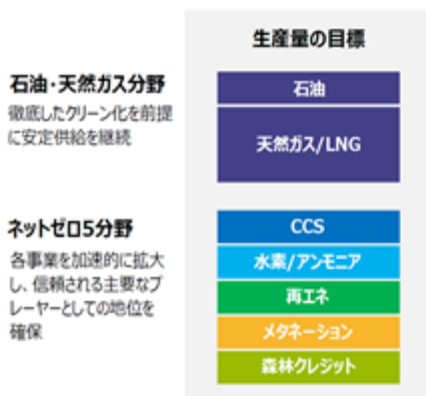 生産量の目標
石油・天然ガス分野
徹底したクリーン化を前提
に安定供給を継続
石油
天然ガス/LNG
ネットゼロ5分野
各事業を加速的に拡大
し、信頼される主要なプ
レーヤーとしての地位を
確保
CCS
水素/アンモニア
再エネ
メタネーション
森林クレジット